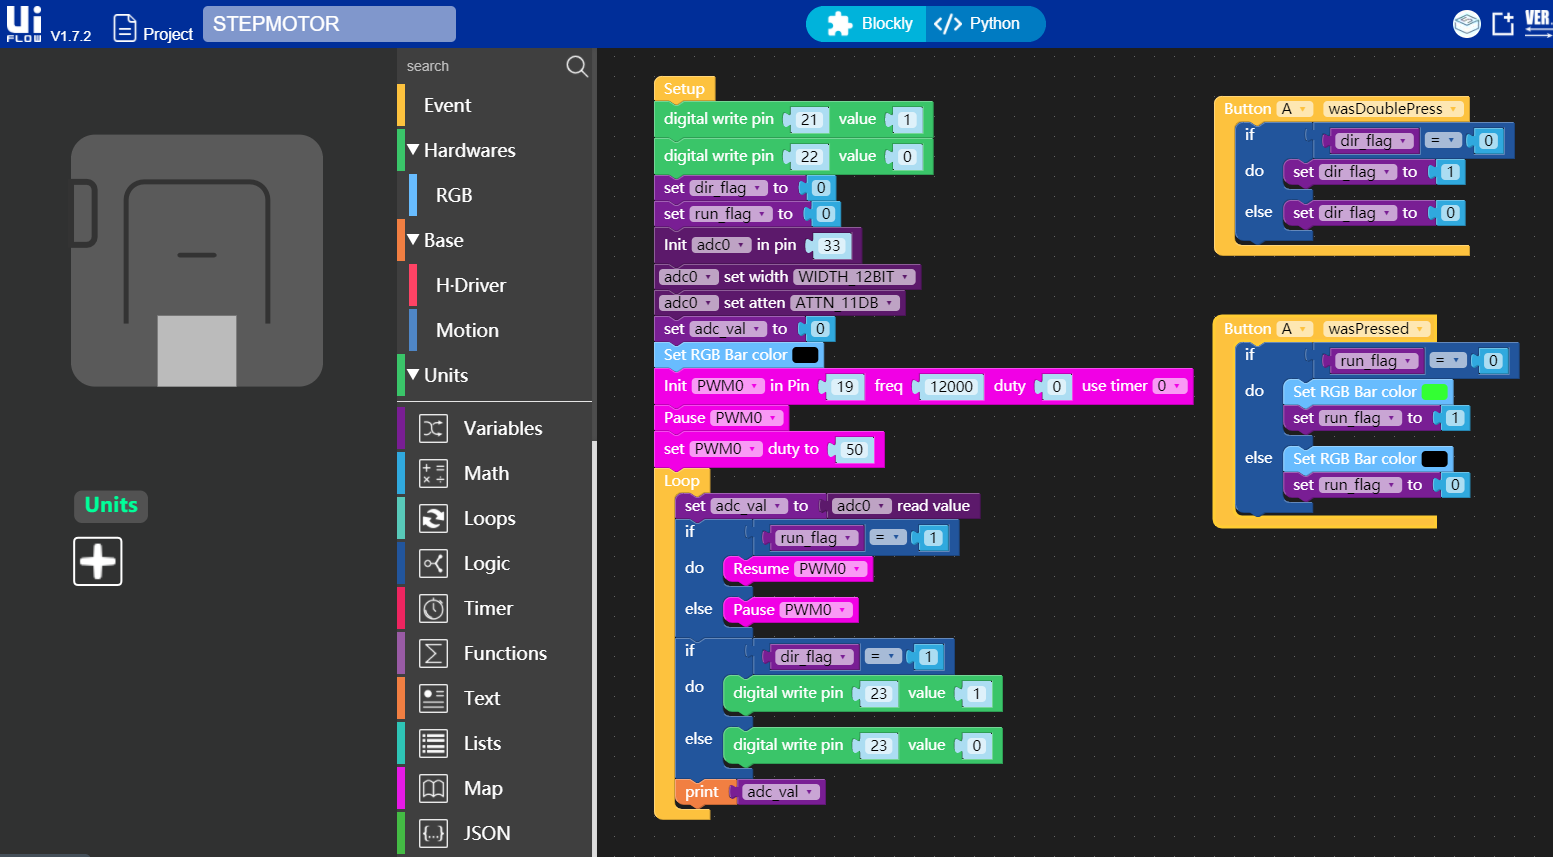 Ui FLOW V1.7.2 Project STEPMOTOR Blockly </> Python VER.
Units
search
Event
Hardwares
RGB
Base
H-Driver
Motion
Units
Variables
Math
Loops
Logic
Timer
Functions
Text
Lists
Map
JSON
Setup
digital write pin 21 value 1
digital write pin 22 value 0
set dir_flag to 0
set run_flag to 0
Init adc0 in pin 33
adc0 set width WIDTH_12BIT
adc0 set atten ATTN_11DB
set adc_val to 0
Set RGB Bar color
Init PWM0 in Pin 19 freq 12000 duty 0 use timer 0
Pause PWM0
set PWM0 duty to 50
Loop
set adc_val to adc0 read value
if run_flag = 1
do Resume PWM0
else Pause PWM0
if dir_flag = 1
do digital write pin 23 value 1
else digital write pin 23 value 0
print adc_val
Button A wasDoublePress
if dir_flag = 0
do set dir_flag to 1
else set dir_flag to 0
Button A wasPressed
if run_flag = 0
do Set RGB Bar color
set run_flag to 1
else Set RGB Bar color
set run_flag to 0